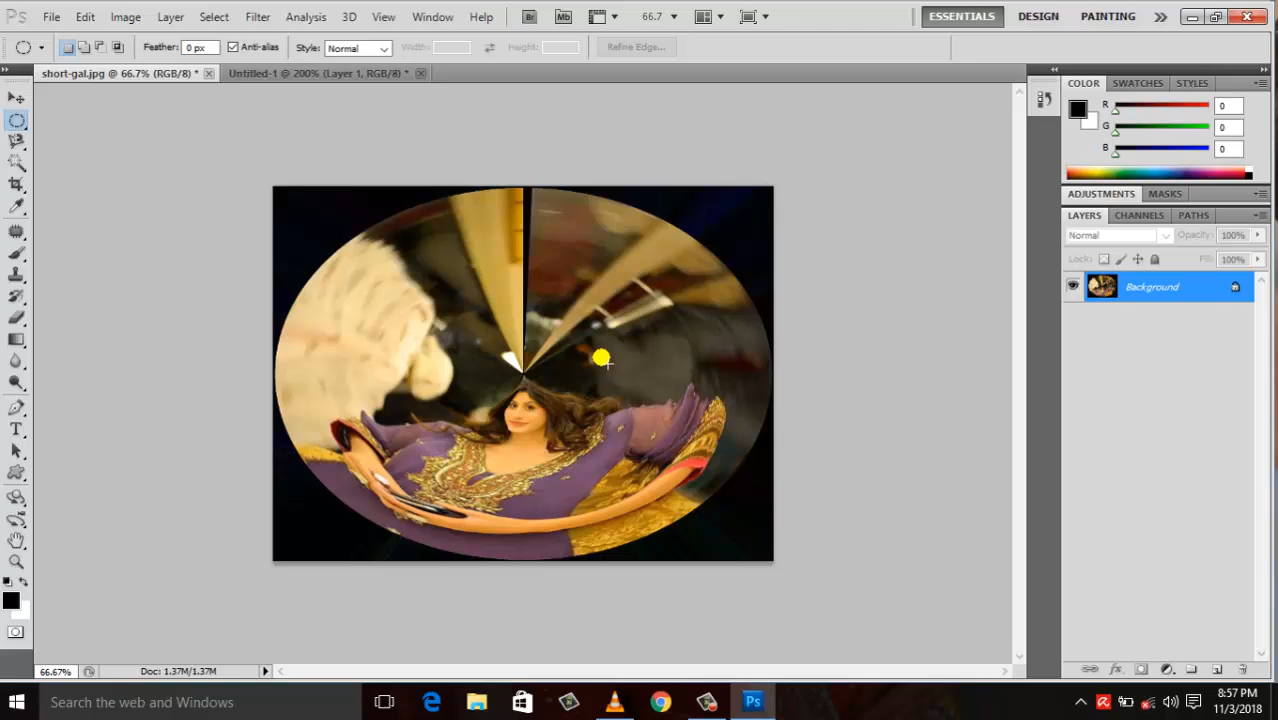 Ps File Edit Image Layer Select Filter Analysis 3D View Window Help Br Mb 66.7 ESSENTIALS DESIGN PAINTING
Feather: 0 px Anti-alias Style: Normal Width: Height: Refine Edge...
short-gal.jpg @ 66.7% (RGB/8) * Untitled-1 @ 200% (Layer 1, RGB/8) *
COLOR SWATCHES STYLES
R 0
G 0
B 0
ADJUSTMENTS MASKS
LAYERS CHANNELS PATHS
Normal Opacity: 100%
Lock: Fill: 100%
Background
T
66.67% Doc: 1.37M/1.37M
Search the web and Windows Ps 8:57 PM
11/3/2018